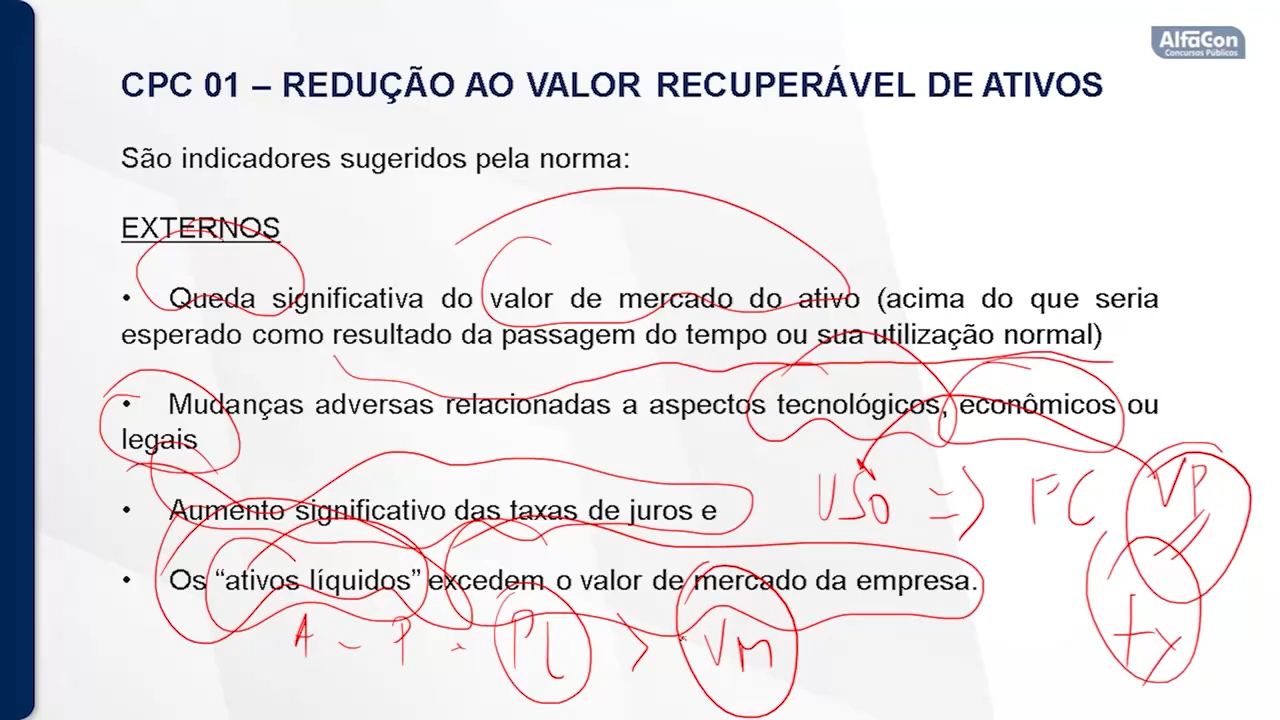 AlfaCon
Concursos Públicos
CPC 01 – REDUÇÃO AO VALOR RECUPERÁVEL DE ATIVOS
São indicadores sugeridos pela norma:
EXTERNOS
• Queda significativa do valor de mercado do ativo (acima do que seria
esperado como resultado da passagem do tempo ou sua utilização normal)
• Mudanças adversas relacionadas a aspectos tecnológicos, econômicos ou
legais
• Aumento significativo das taxas de juros e
USO => FC VP
• Os “ativos líquidos” excedem o valor de mercado da empresa.
A - P = PL > VM